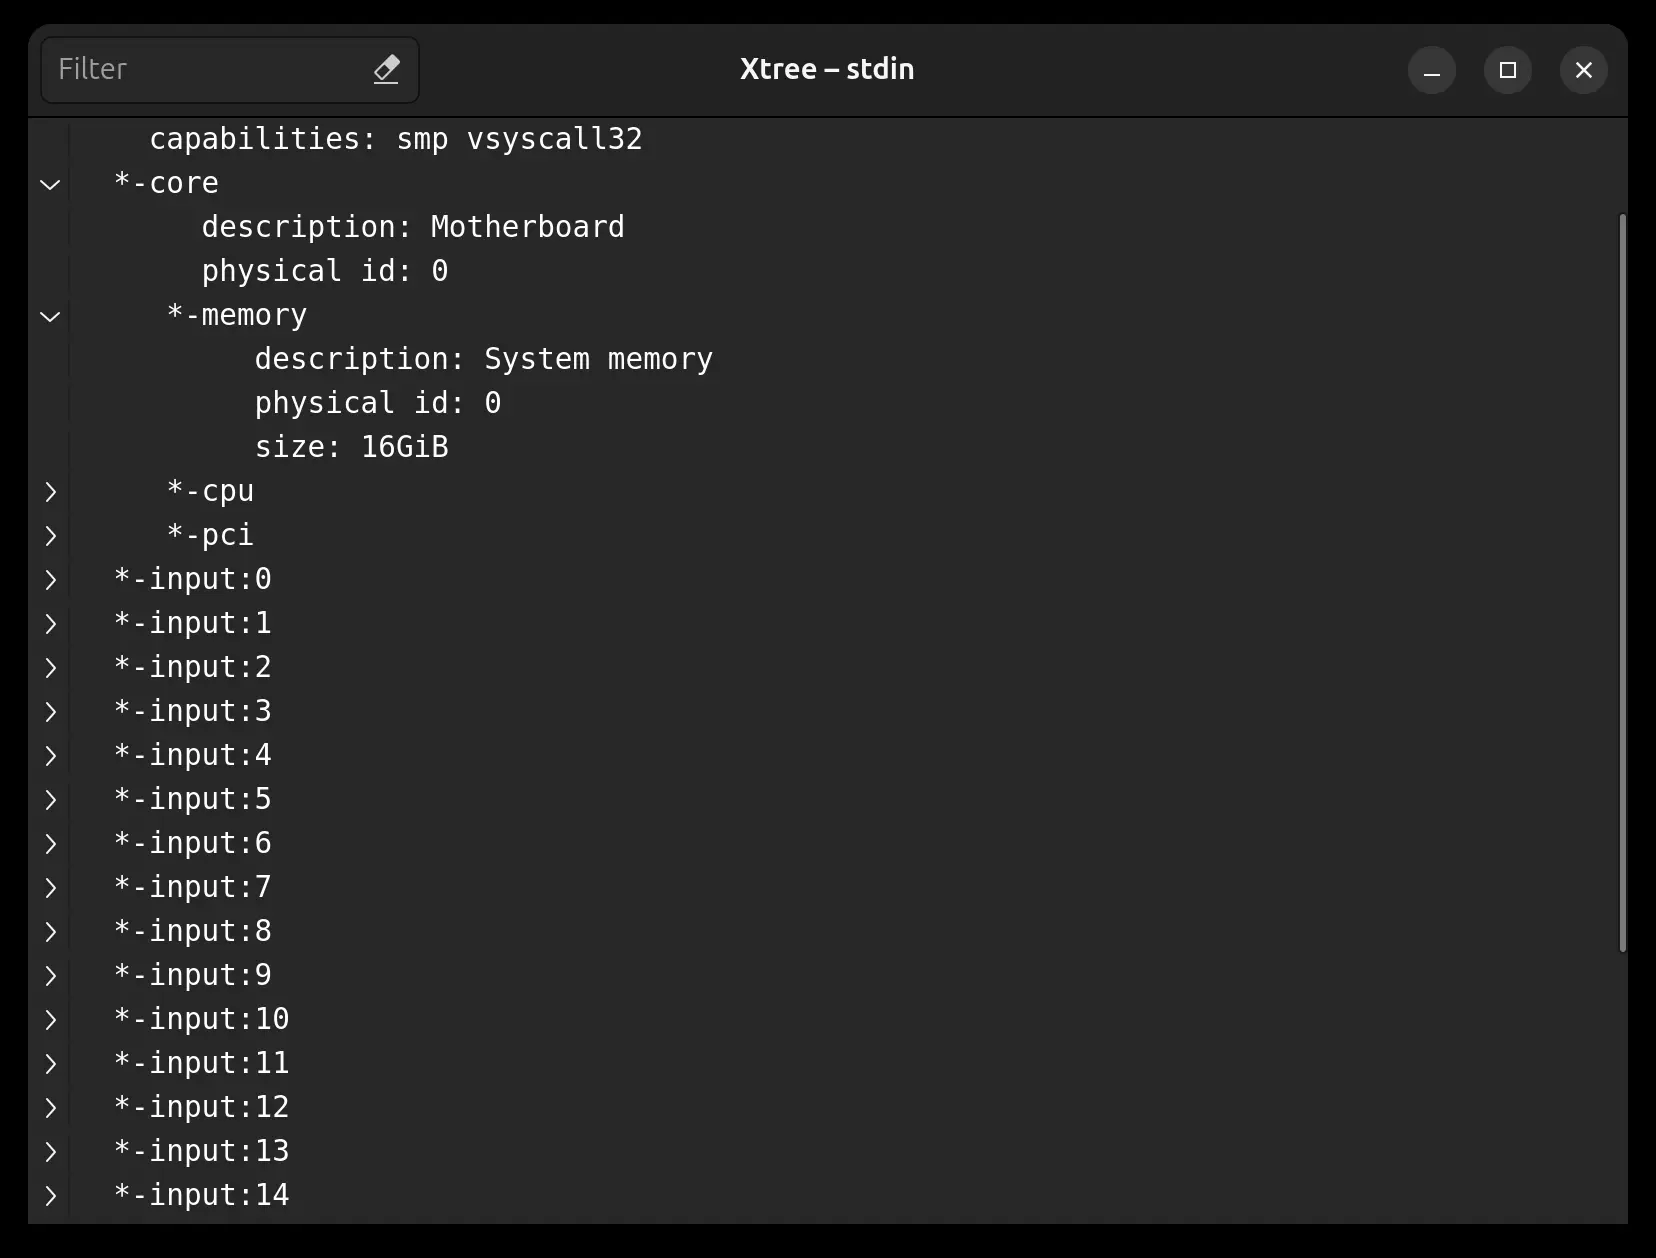 Filter
Xtree – stdin
capabilities: smp vsyscall32
*-core
description: Motherboard
physical id: 0
*-memory
description: System memory
physical id: 0
size: 16GiB
*-cpu
*-pci
*-input:0
*-input:1
*-input:2
*-input:3
*-input:4
*-input:5
*-input:6
*-input:7
*-input:8
*-input:9
*-input:10
*-input:11
*-input:12
*-input:13
*-input:14